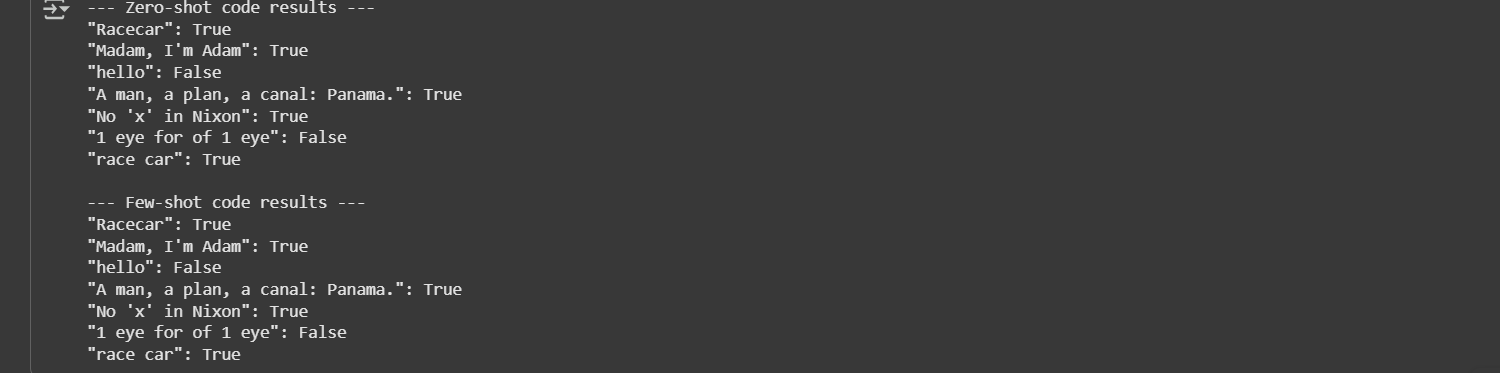 --- Zero-shot code results ---
"Racecar": True
"Madam, I'm Adam": True
"hello": False
"A man, a plan, a canal: Panama.": True
"No 'x' in Nixon": True
"1 eye for of 1 eye": False
"race car": True
--- Few-shot code results ---
"Racecar": True
"Madam, I'm Adam": True
"hello": False
"A man, a plan, a canal: Panama.": True
"No 'x' in Nixon": True
"1 eye for of 1 eye": False
"race car": True